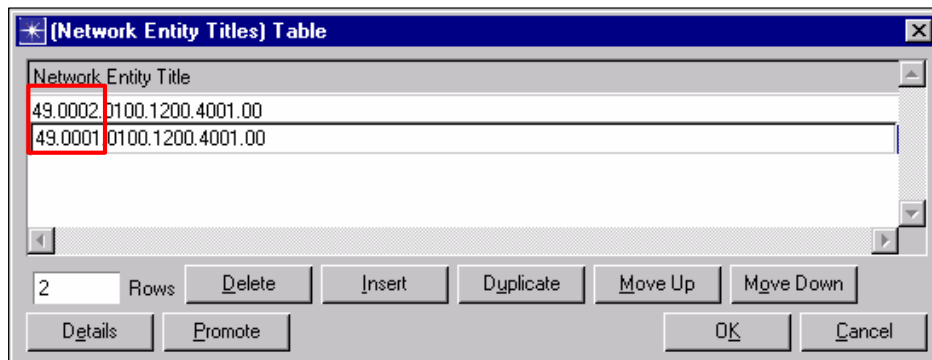 (Network Entity Titles) Table
Network Entity Title
49.0002.0100.1200.4001.00
49.0001.0100.1200.4001.00
2 Rows Delete Insert Duplicate Move Up Move Down
Details Promote OK Cancel